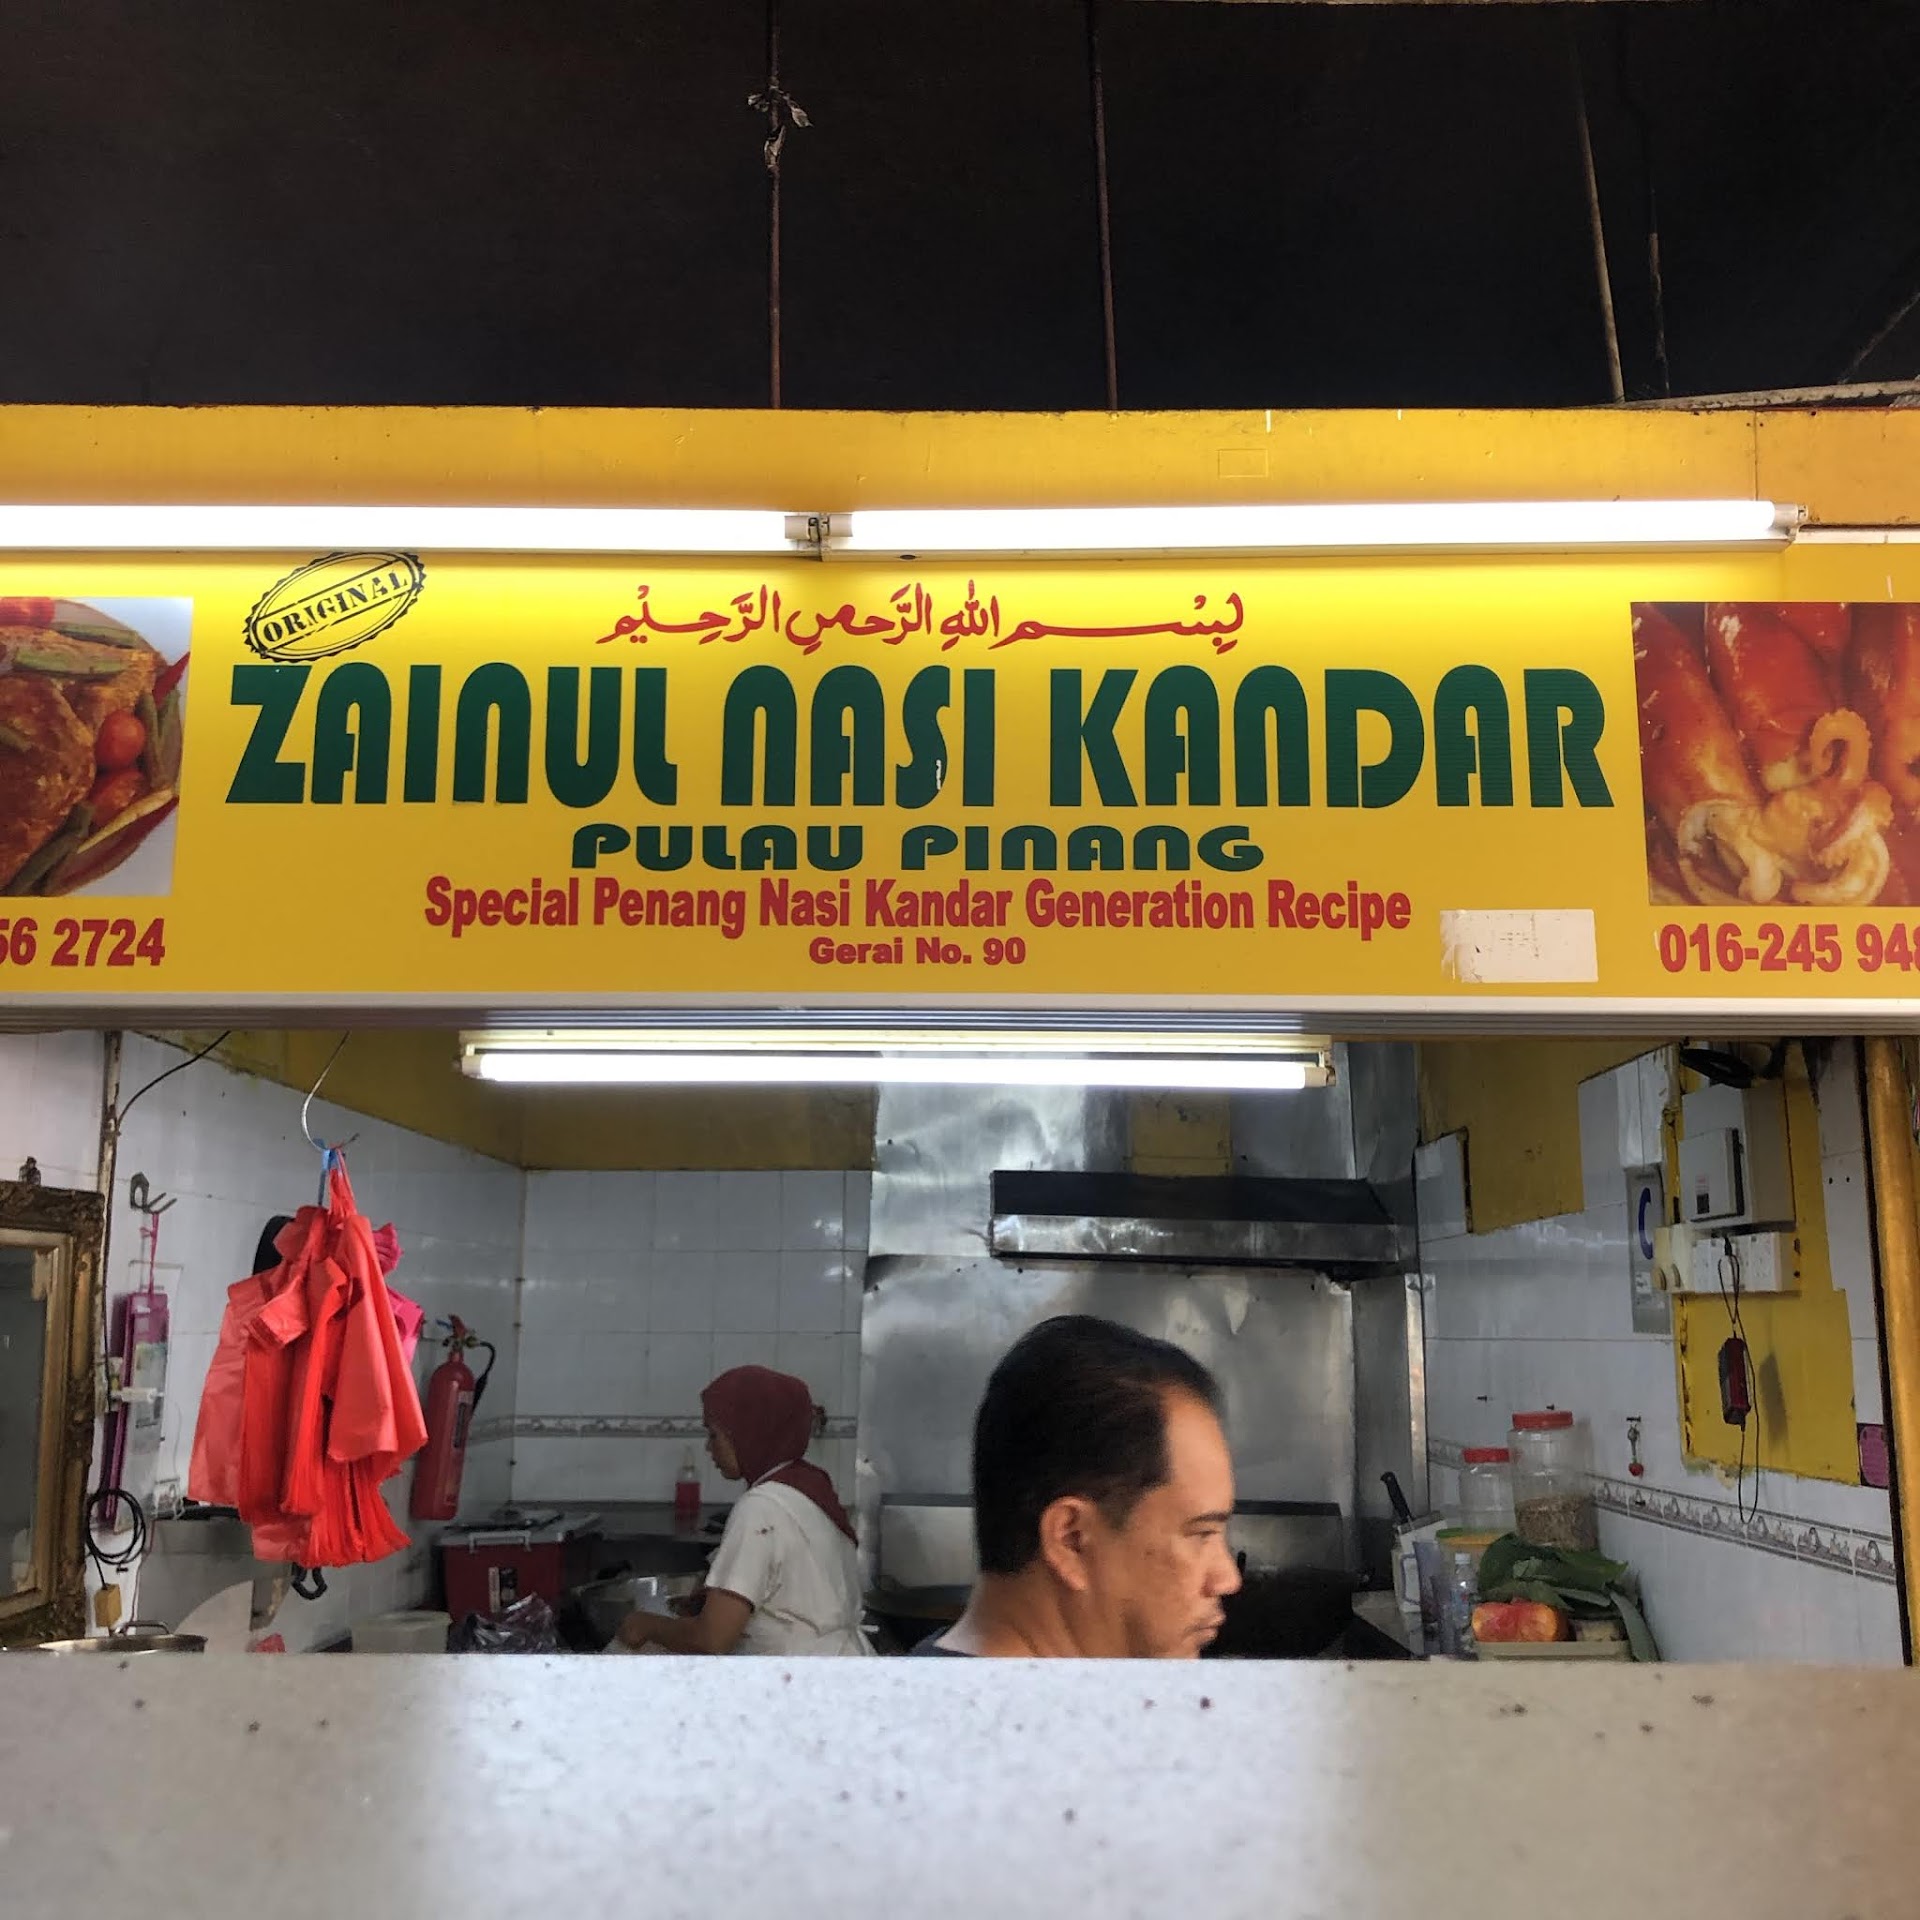 ORIGINAL
بِسْمِ اللهِ الرَّحمنِ الرَّحِيْمِ
ZAINUL NASI KANDAR
PULAU PINANG
Special Penang Nasi Kandar Generation Recipe
Gerai No. 90
56 2724
016-245 948